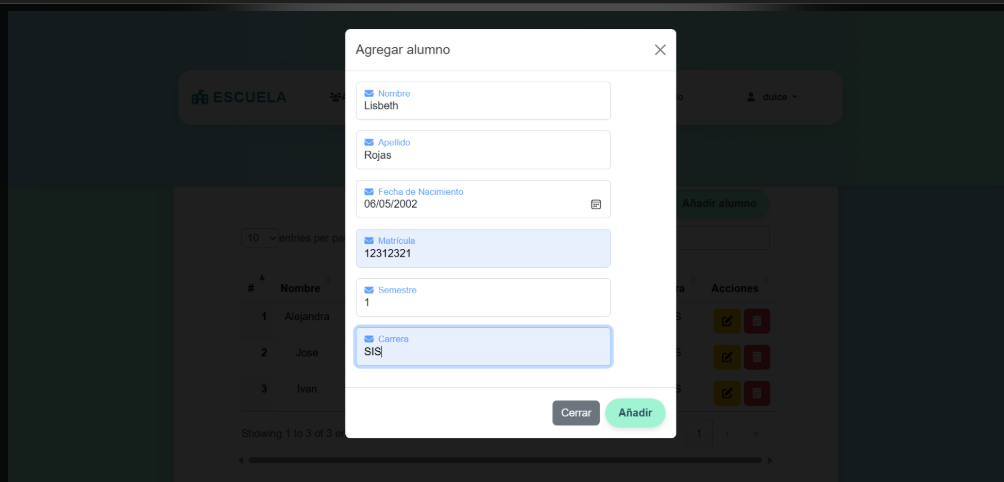 Agregar alumno
ESCUELA
dulce
Nombre
Lisbeth
Apellido
Rojas
Fecha de Nacimiento
06/05/2002
Añadir alumno
10 entries per
Matrícula
12312321
# Nombre Acciones
Semestre
1
1 Alejandra
Carrera
SIS
2 Jose
3 Ivan
Cerrar Añadir
Showing 1 to 3 of 3
1